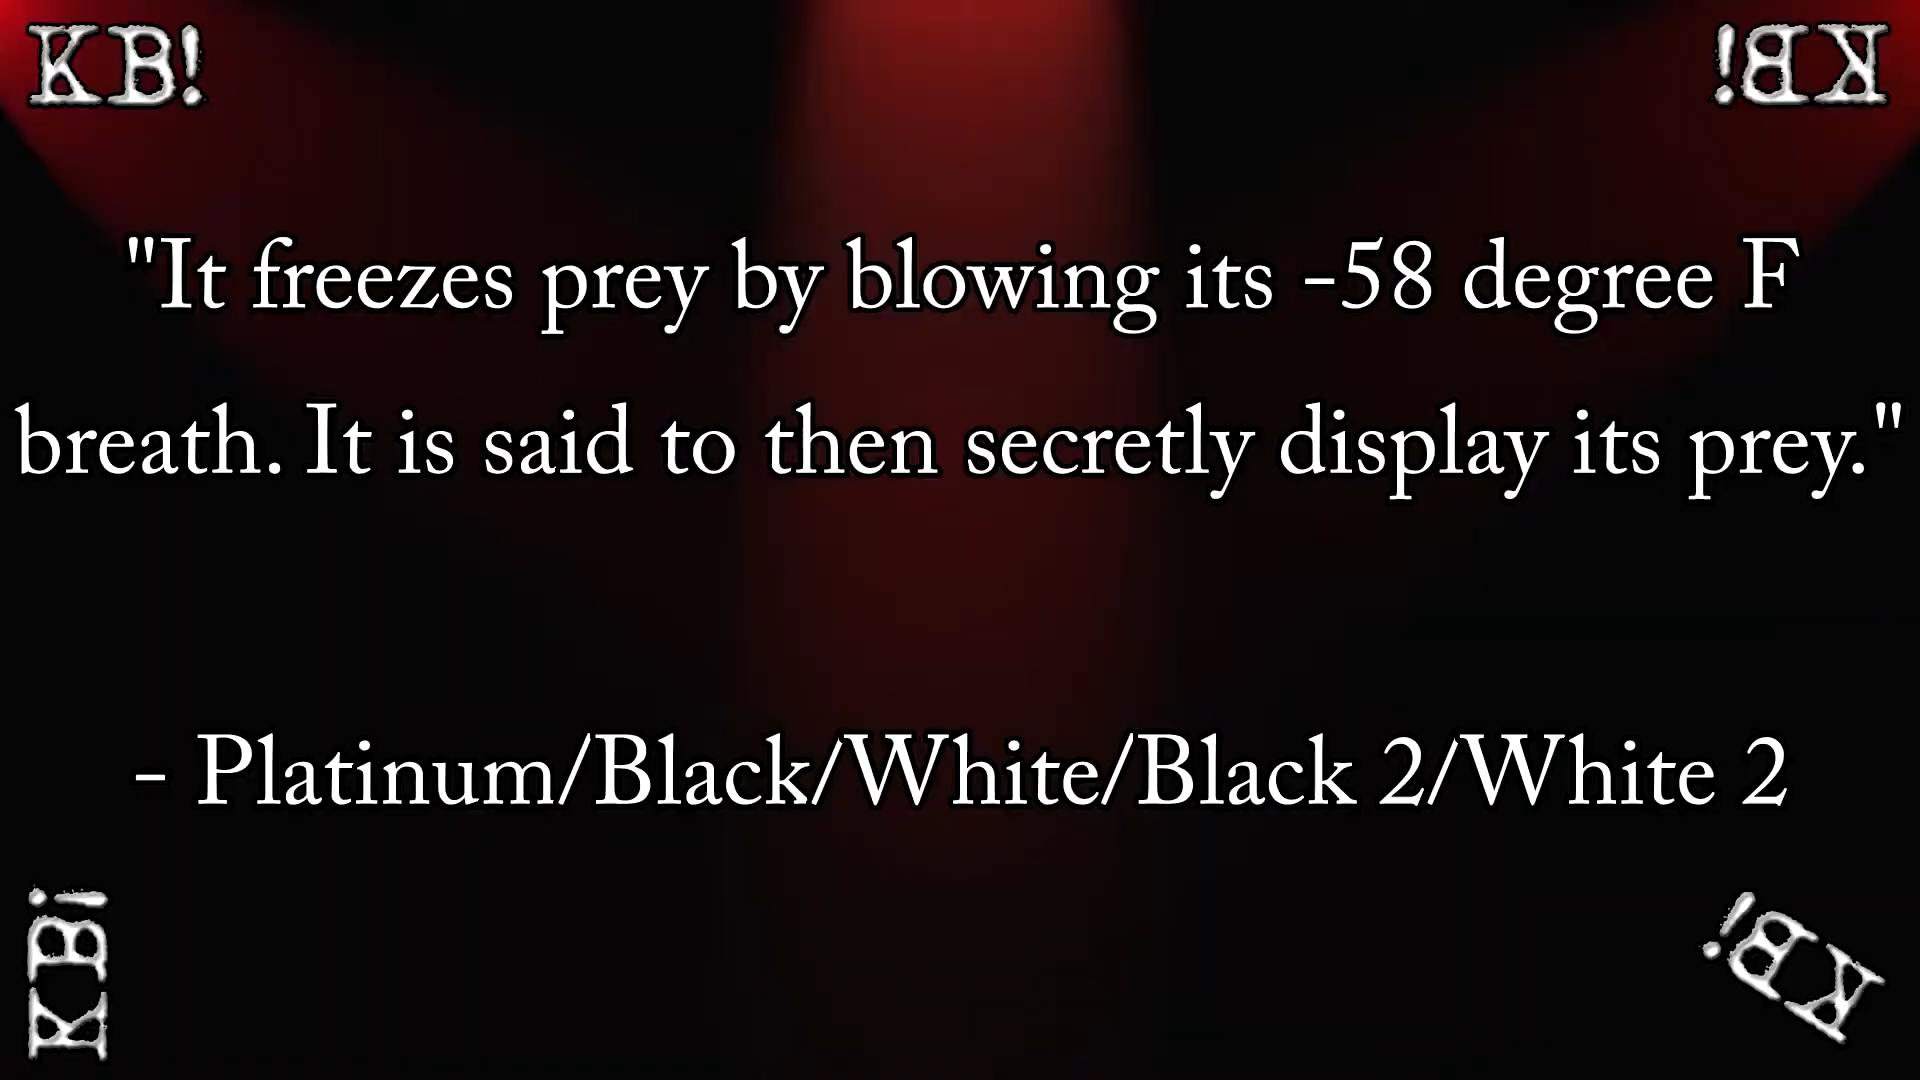 KB!
KB!
"It freezes prey by blowing its -58 degree F
breath. It is said to then secretly display its prey."
- Platinum/Black/White/Black 2/White 2
KB!
KB!